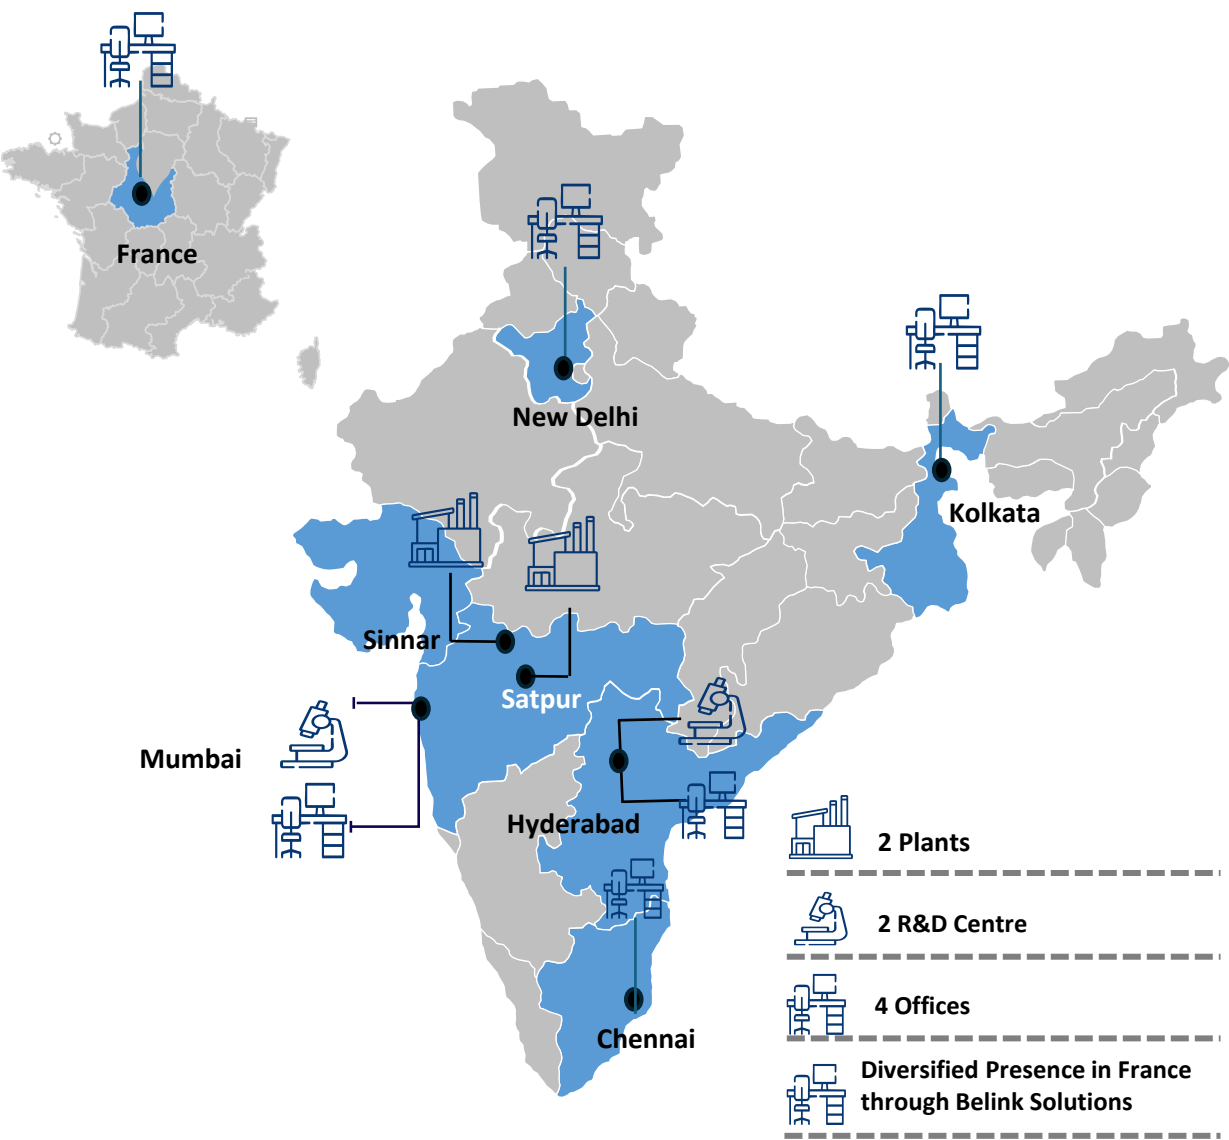 France
New Delhi
Kolkata
Sinnar
Satpur
Mumbai
Hyderabad
Chennai
2 Plants
2 R&D Centre
4 Offices
Diversified Presence in France
through Belink Solutions